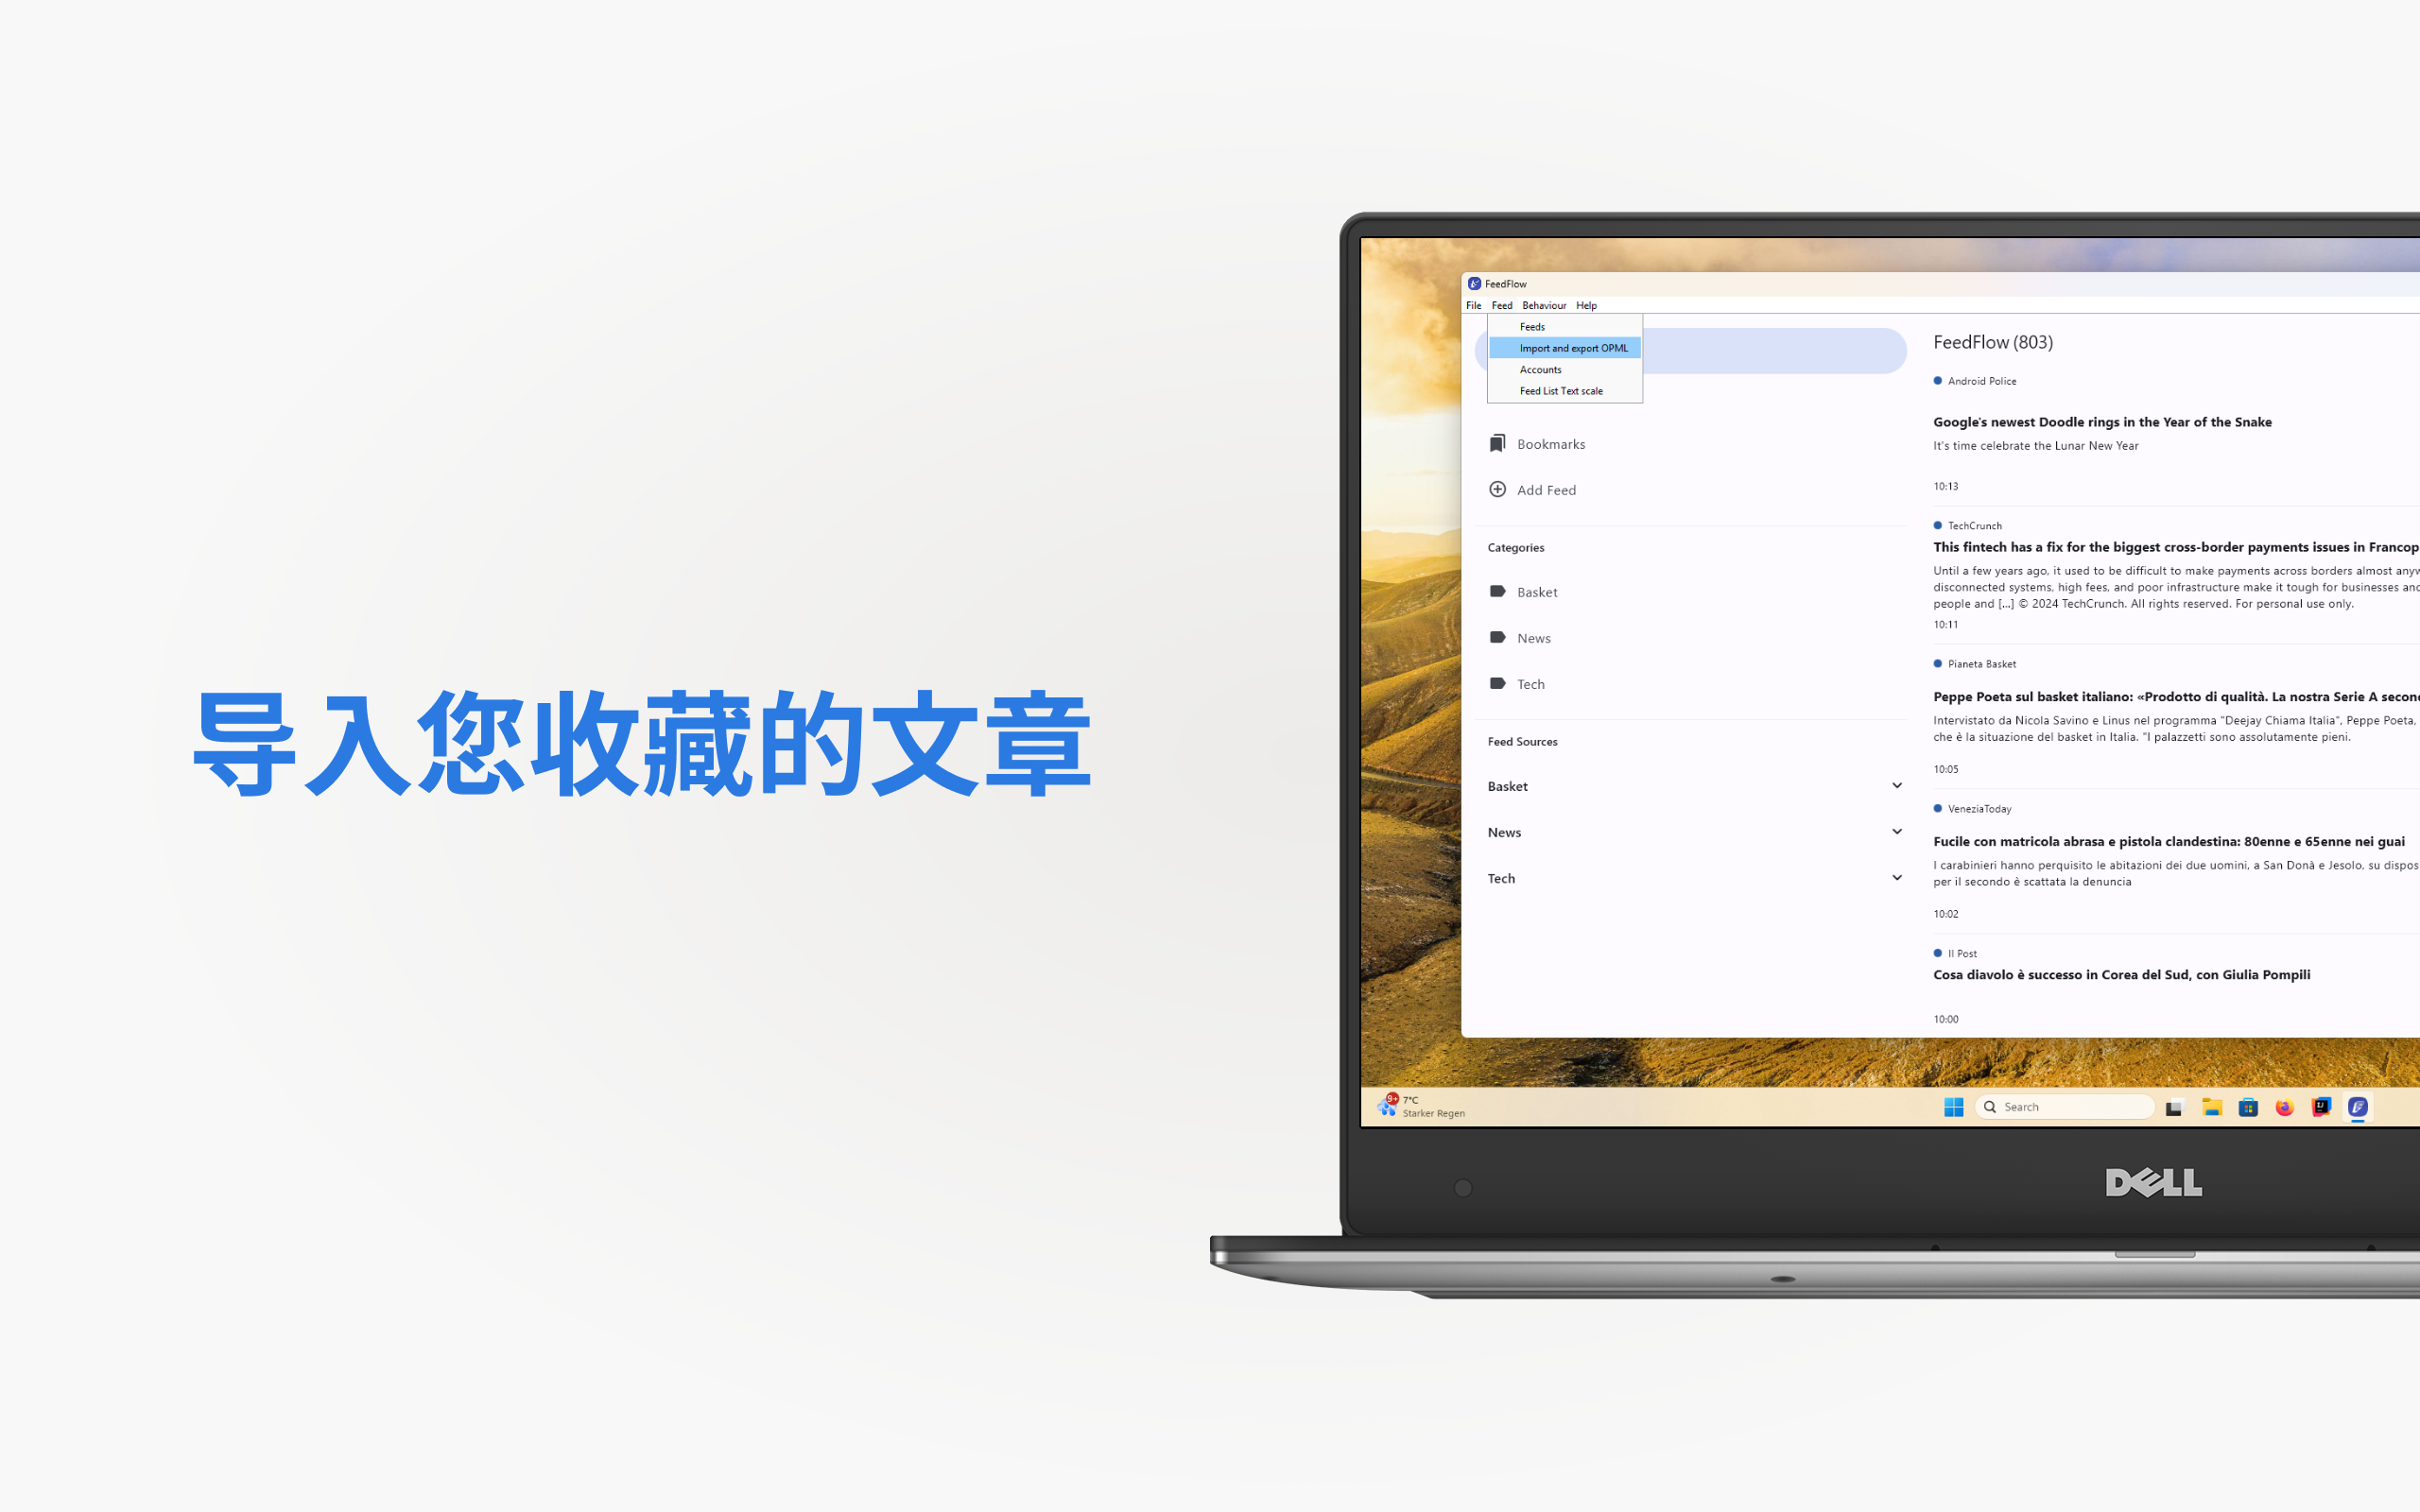 导入您收藏的文章
FeedFlow
File Feed Behaviour Help
Feeds
Import and export OPML
Accounts
Feed List Text scale
Bookmarks
Add Feed
Categories
Basket
News
Tech
Feed Sources
Basket
News
Tech
FeedFlow (803)
Android Police
Google's newest Doodle rings in the Year of the Snake
It's time celebrate the Lunar New Year
10:13
TechCrunch
This fintech has a fix for the biggest cross-border payments issues in Francop
Until a few years ago, it used to be difficult to make payments across borders almost anyw
disconnected systems, high fees, and poor infrastructure make it tough for businesses and
people and [...] © 2024 TechCrunch. All rights reserved. For personal use only.
10:11
Pianeta Basket
Peppe Poeta sul basket italiano: «Prodotto di qualità. La nostra Serie A secon
Intervistato da Nicola Savino e Linus nel programma "Deejay Chiama Italia", Peppe Poeta,
che è la situazione del basket in Italia. "I palazzetti sono assolutamente pieni.
10:05
VeneziaToday
Fucile con matricola abrasa e pistola clandestina: 80enne e 65enne nei guai
I carabinieri hanno perquisito le abitazioni dei due uomini, a San Donà e Jesolo, su dispos
per il secondo è scattata la denuncia
10:02
Il Post
Cosa diavolo è successo in Corea del Sud, con Giulia Pompili
10:00
9+
7°C
Starker Regen
Search
DELL